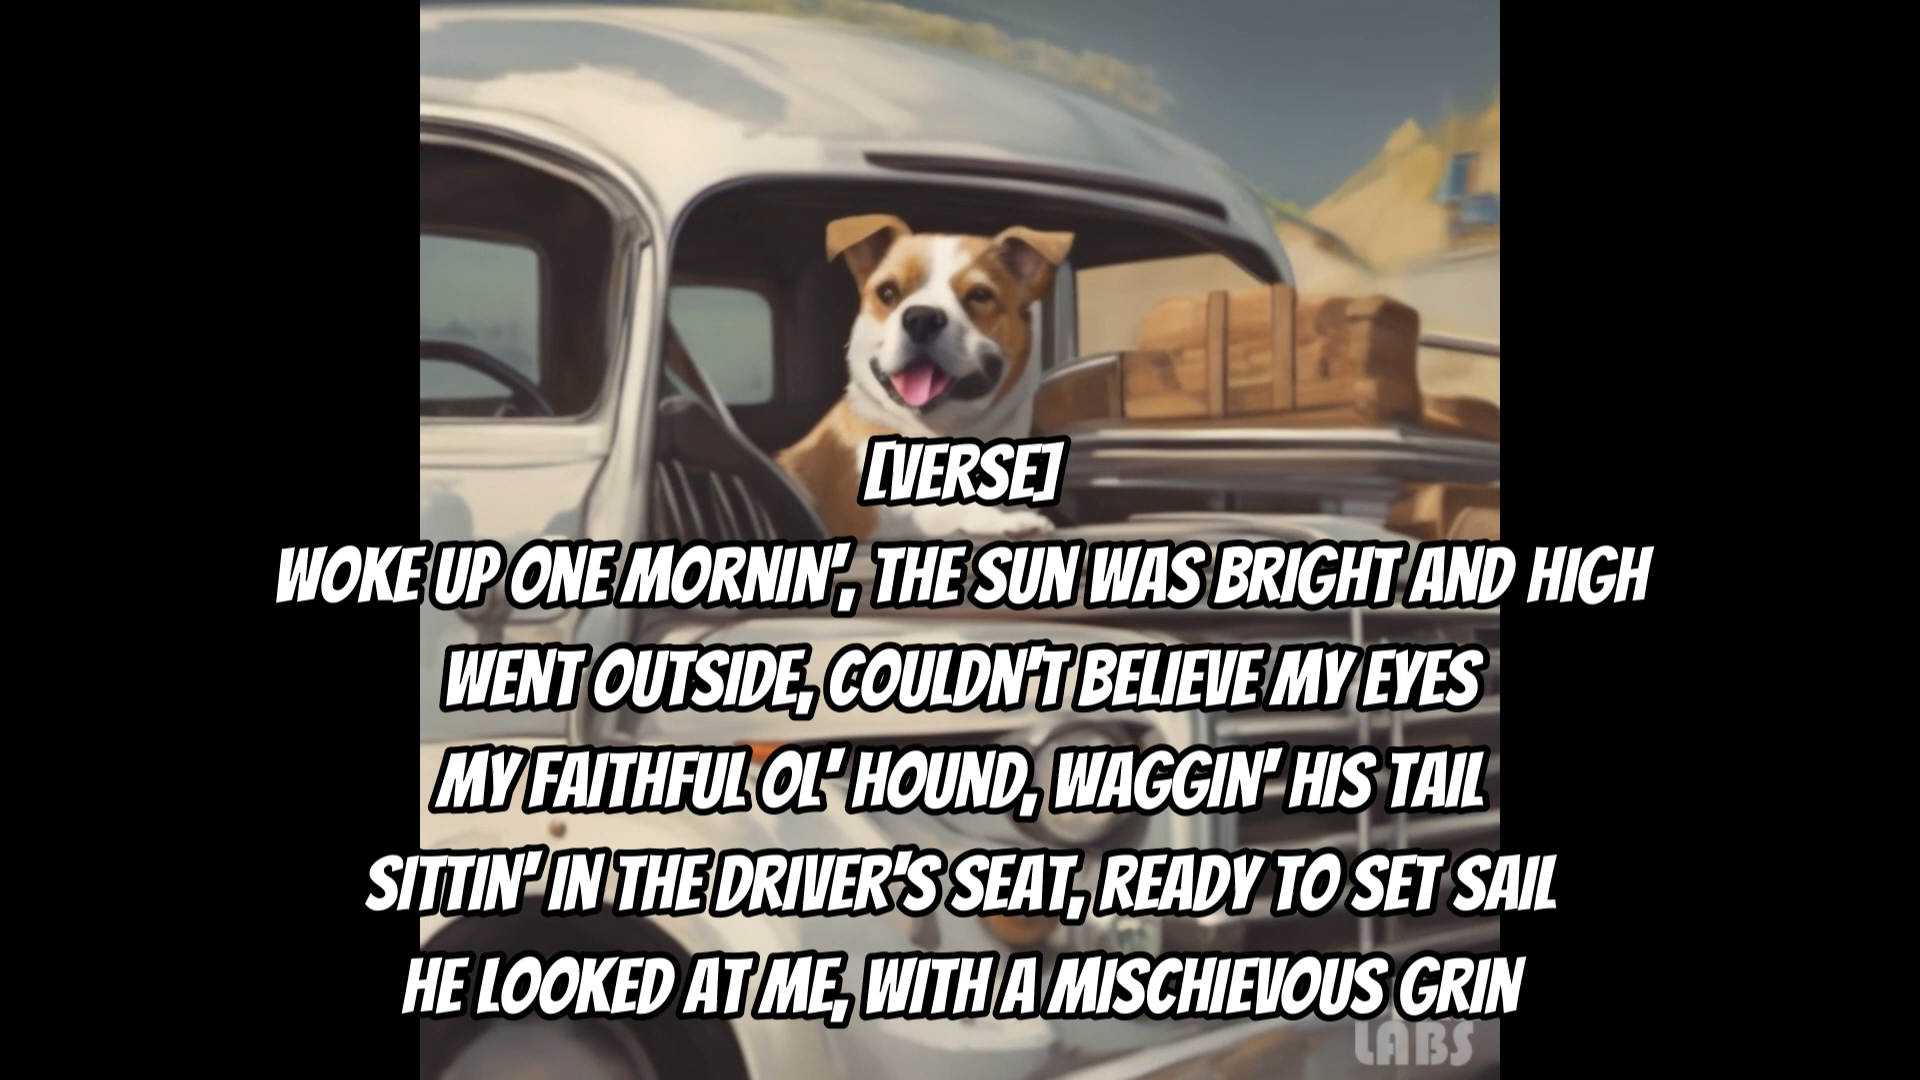 [VERSE]
WOKE UP ONE MORNIN', THE SUN WAS BRIGHT AND HIGH
WENT OUTSIDE, COULDN'T BELIEVE MY EYES
MY FAITHFUL OL' HOUND, WAGGIN' HIS TAIL
SITTIN' IN THE DRIVER'S SEAT, READY TO SET SAIL
HE LOOKED AT ME, WITH A MISCHIEVOUS GRIN
LABS